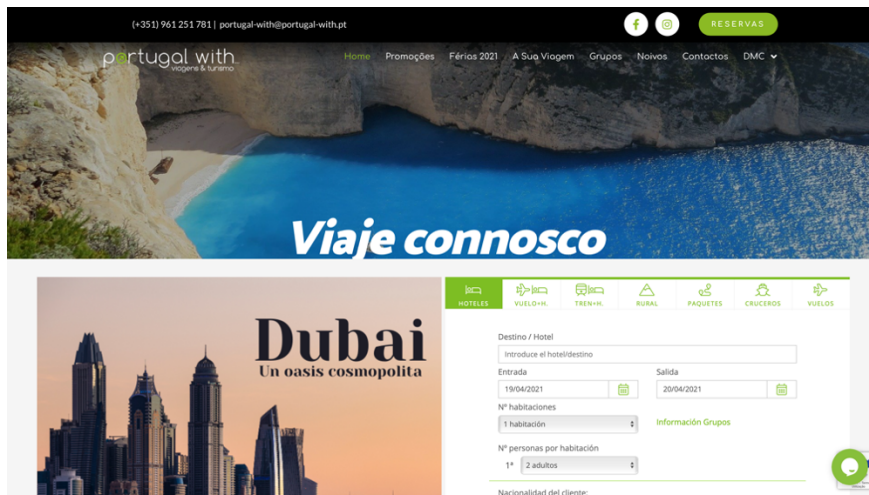 (+351) 961 251 781 | portugal-with@portugal-with.pt
RESERVAS
portugal with
viagens & turismo
Home Promoções Férias 2021 A Sua Viagem Grupos Noivos Contactos DMC
Viaje connosco
Dubai
Un oasis cosmopolita
HOTELES VUELO+H. TREN+H. RURAL PAQUETES CRUCEROS VUELOS
Destino / Hotel
Introduce el hotel/destino
Entrada Salida
19/04/2021 20/04/2021
Nº habitaciones
1 habitación Información Grupos
Nº personas por habitación
1ª 2 adultos
Nacionalidad del cliente: